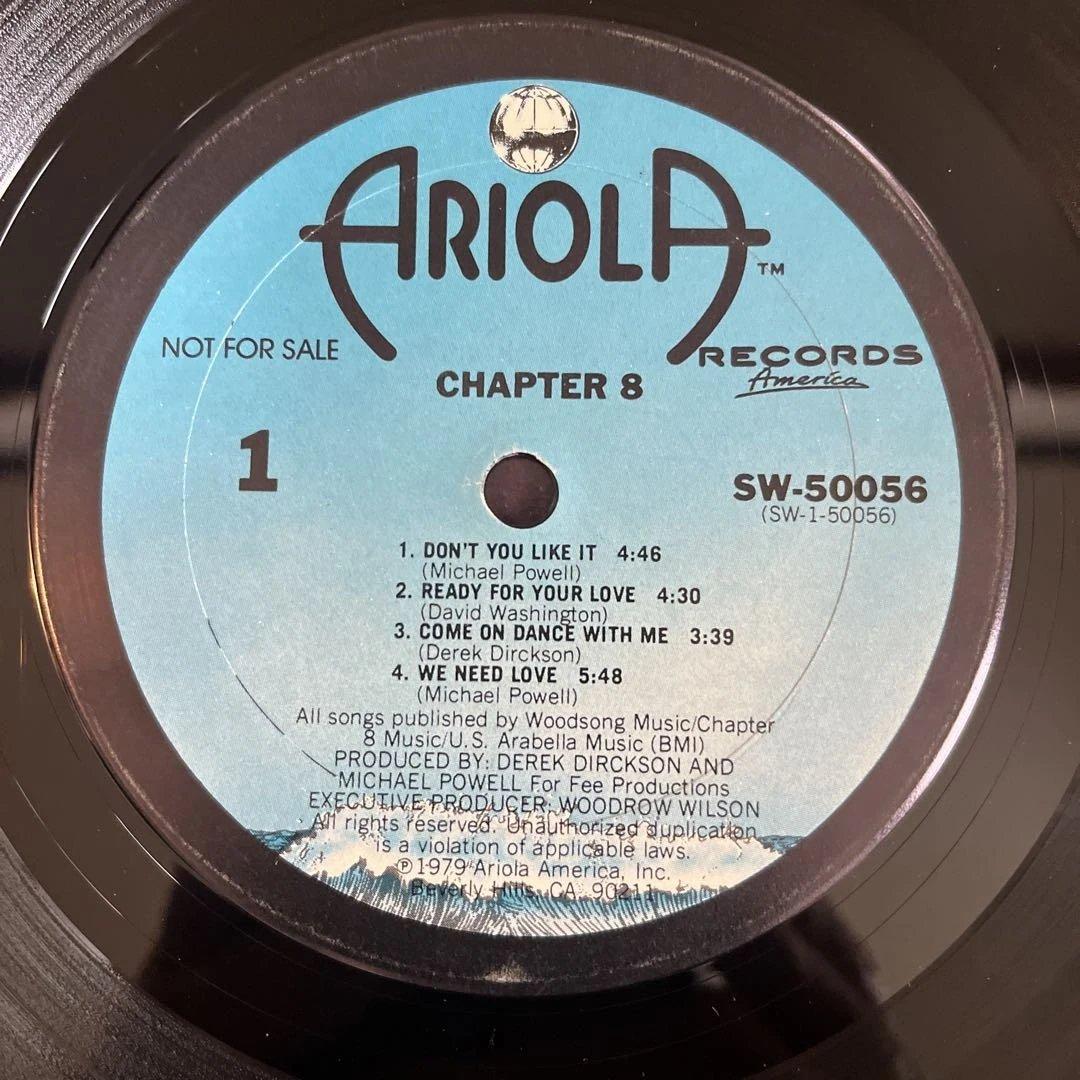 ARIOLA TM
NOT FOR SALE
RECORDS
America
CHAPTER 8
1
SW-50056
(SW-1-50056)
1. DON'T YOU LIKE IT 4:46
(Michael Powell)
2. READY FOR YOUR LOVE 4:30
(David Washington)
3. COME ON DANCE WITH ME 3:39
(Derek Dirckson)
4. WE NEED LOVE 5:48
(Michael Powell)
All songs published by Woodsong Music/Chapter
8 Music/U.S. Arabella Music (BMI)
PRODUCED BY: DEREK DIRCKSON AND
MICHAEL POWELL For Fee Productions
EXECUTIVE PRODUCER: WOODROW WILSON
All rights reserved. Unauthorized duplication
is a violation of applicable laws.
℗1979 Ariola America, Inc.
Beverly Hills, CA. 90211